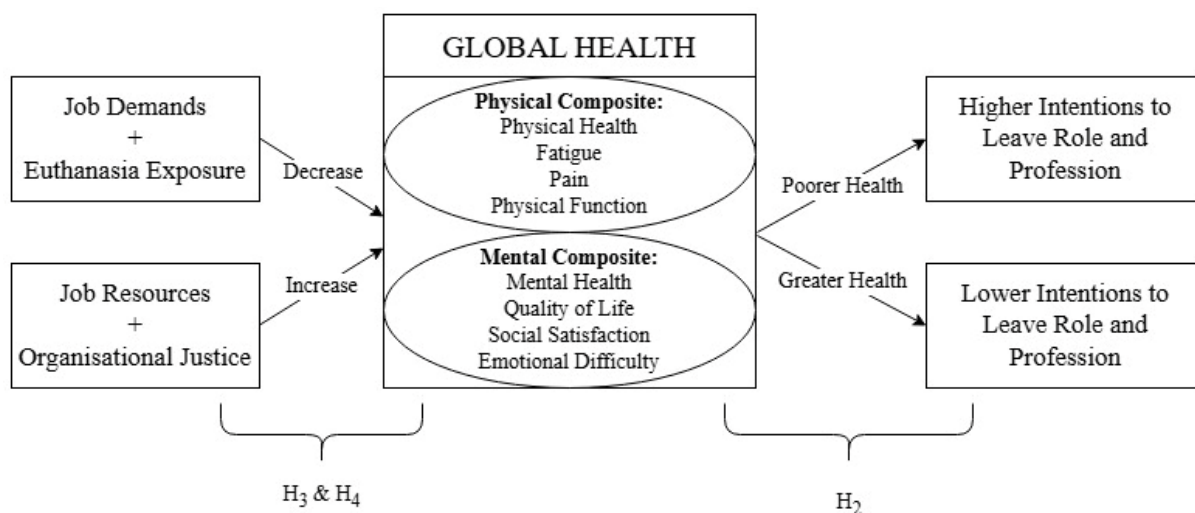 GLOBAL HEALTH
Job Demands
+
Euthanasia Exposure
Decrease
Job Resources
+
Organisational Justice
Increase
Physical Composite:
Physical Health
Fatigue
Pain
Physical Function
Mental Composite:
Mental Health
Quality of Life
Social Satisfaction
Emotional Difficulty
Poorer Health
Higher Intentions to
Leave Role and
Profession
Greater Health
Lower Intentions to
Leave Role and
Profession
H₃ & H₄
H₂